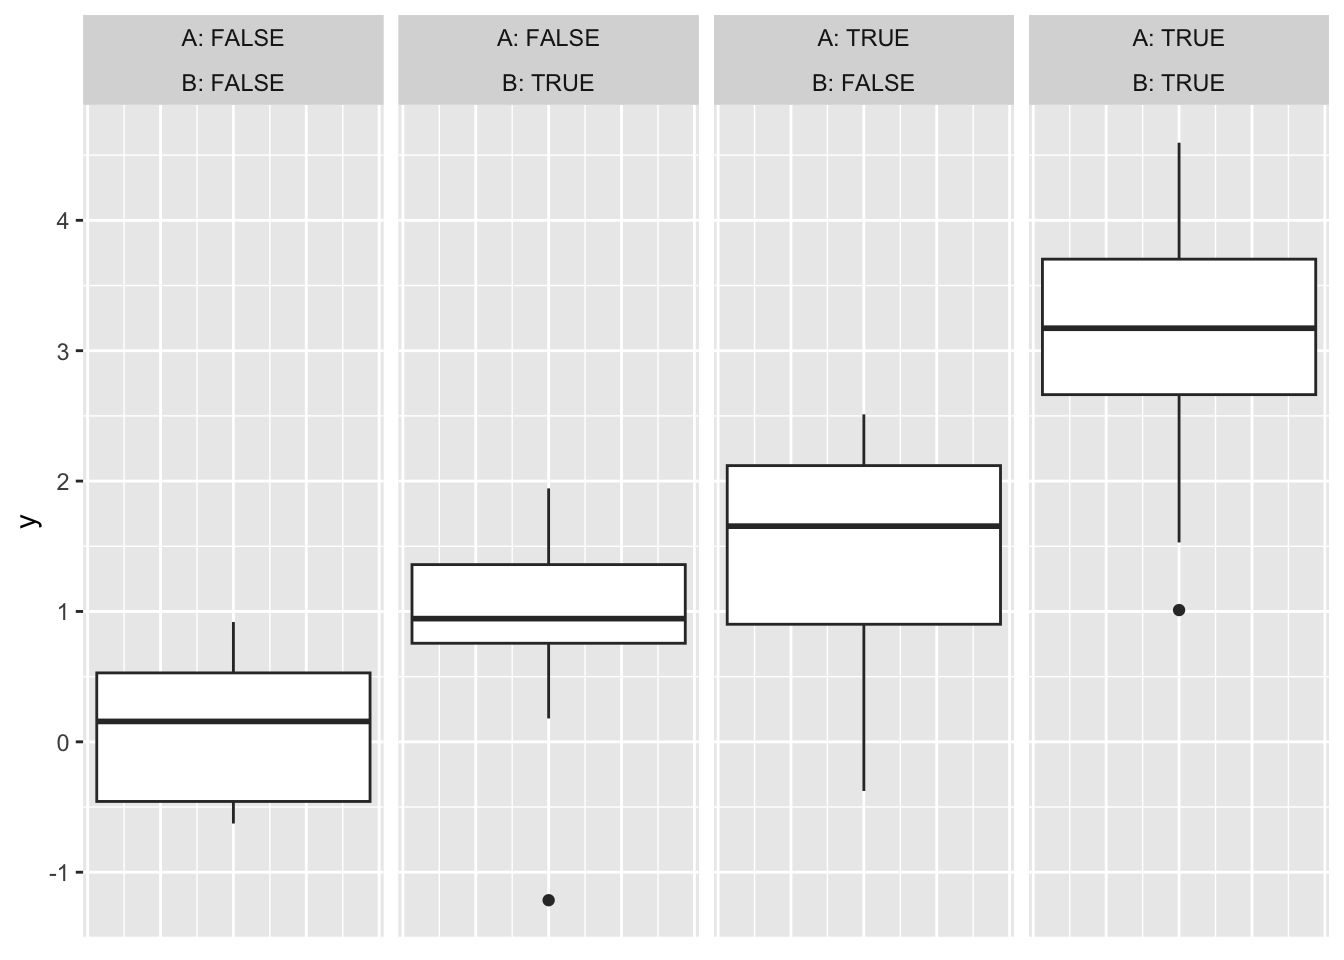 A: FALSE
B: FALSE
A: FALSE
B: TRUE
A: TRUE
B: FALSE
A: TRUE
B: TRUE
4
3
2
1
0
-1
y